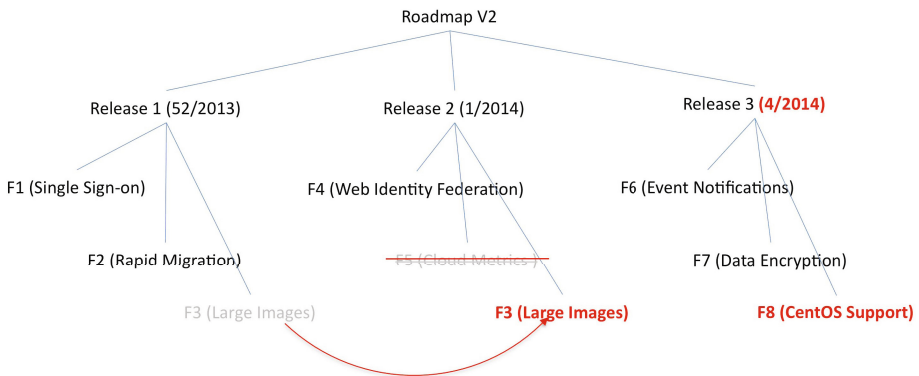 Roadmap V2
Release 1 (52/2013)
Release 2 (1/2014)
Release 3 (4/2014)
F1 (Single Sign-on)
F4 (Web Identity Federation)
F6 (Event Notifications)
F2 (Rapid Migration)
F5 (Cloud Metrics )
F7 (Data Encryption)
F3 (Large Images)
F3 (Large Images)
F8 (CentOS Support)